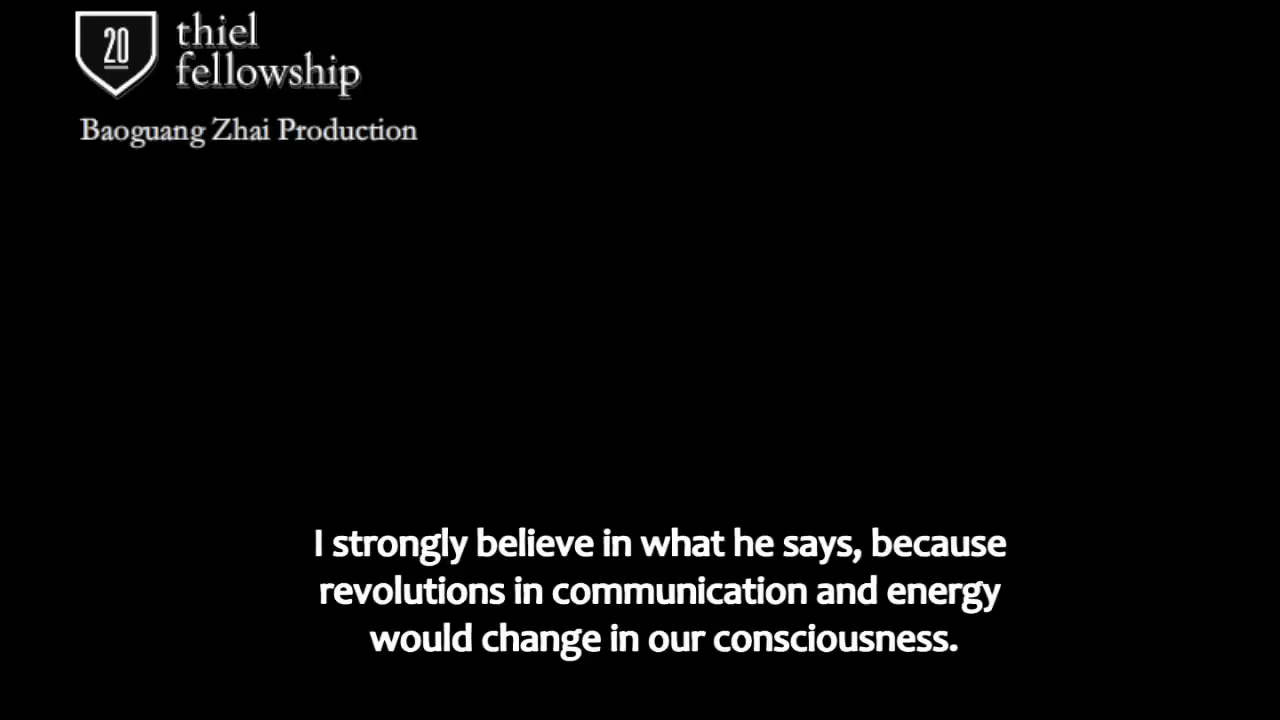 20
thiel
fellowship
Baoguang Zhai Production
I strongly believe in what he says, because
revolutions in communication and energy
would change in our consciousness.